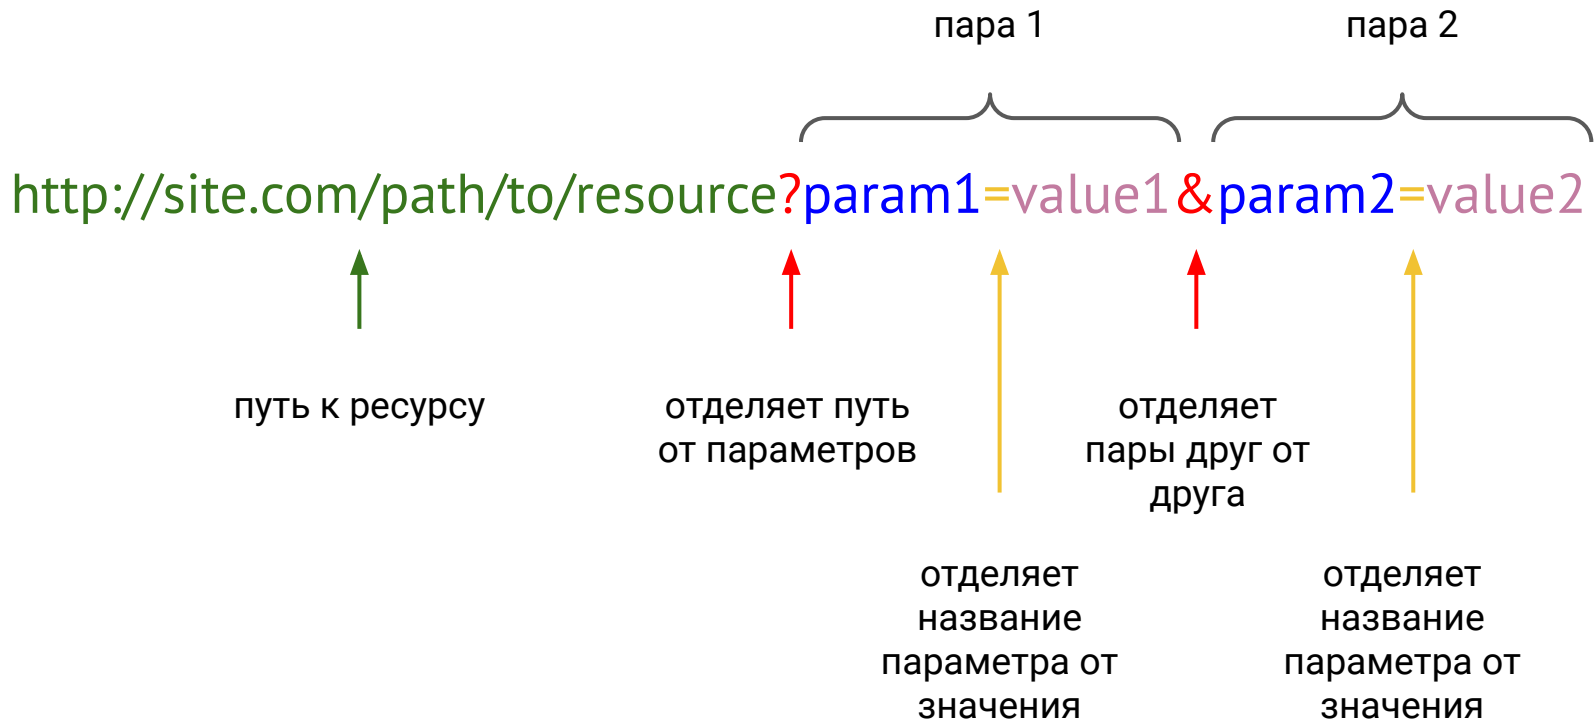 пара 1
пара 2
http://site.com/path/to/resource?param1=value1&param2=value2
путь к ресурсу
отделяет путь
от параметров
отделяет
пары друг от
друга
отделяет
название
параметра от
значения
отделяет
название
параметра от
значения